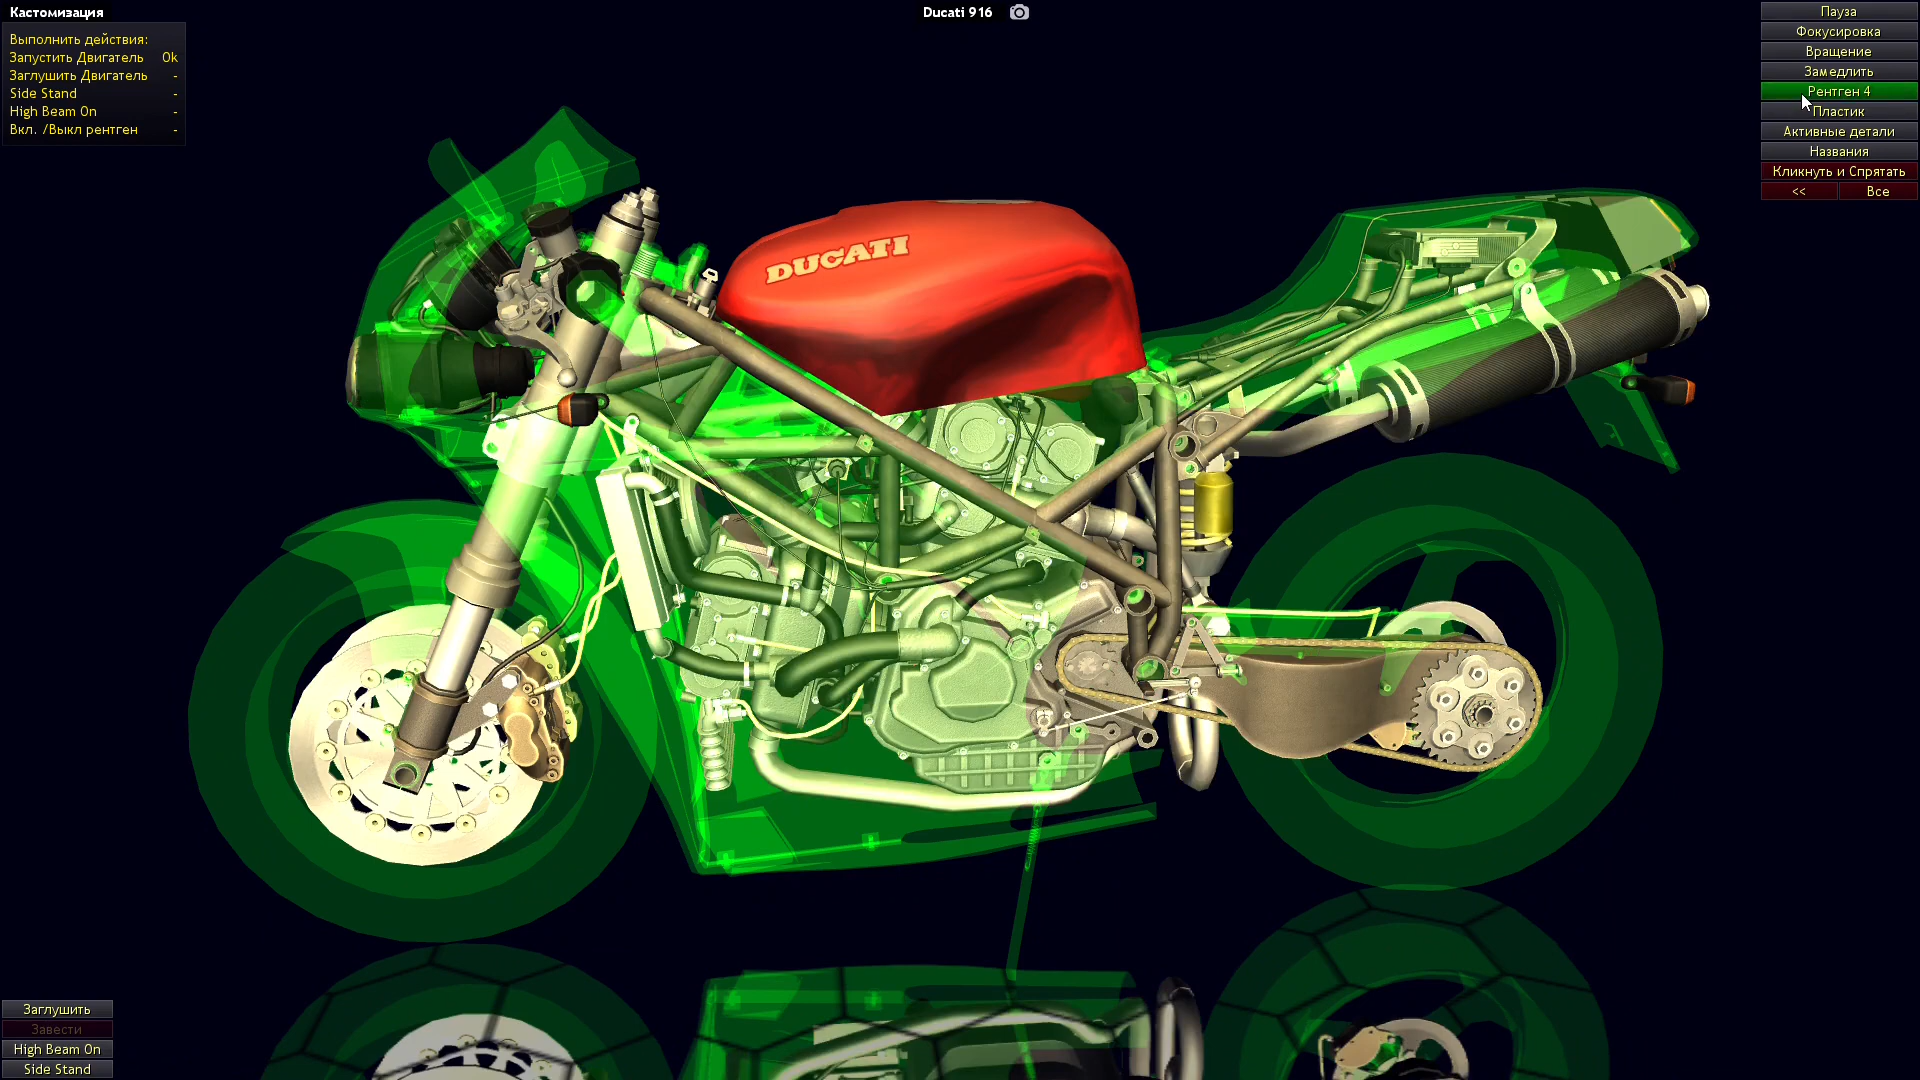 Кастомизация
Выполнить действия:
Запустить Двигатель Ok
Заглушить Двигатель -
Side Stand -
High Beam On -
Вкл. /Выкл рентген -
Ducati 916
Пауза
Фокусировка
Вращение
Замедлить
Рентген 4
Пластик
Активные детали
Названия
Кликнуть и Спрятать
<< Все
DUCATI
Заглушить
Завести
High Beam On
Side Stand